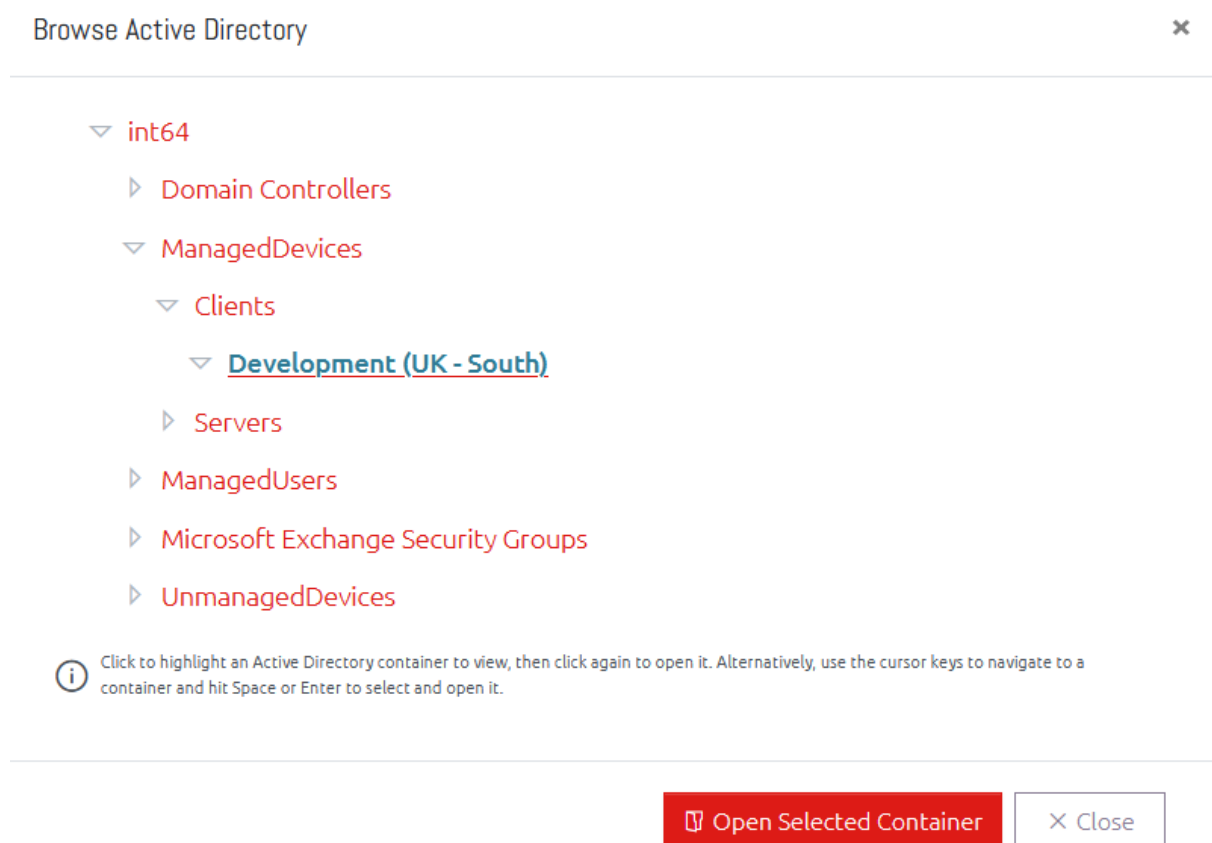 Browse Active Directory
int64
Domain Controllers
ManagedDevices
Clients
Development (UK - South)
Servers
ManagedUsers
Microsoft Exchange Security Groups
UnmanagedDevices
Click to highlight an Active Directory container to view, then click again to open it. Alternatively, use the cursor keys to navigate to a
container and hit Space or Enter to select and open it.
Open Selected Container
Close